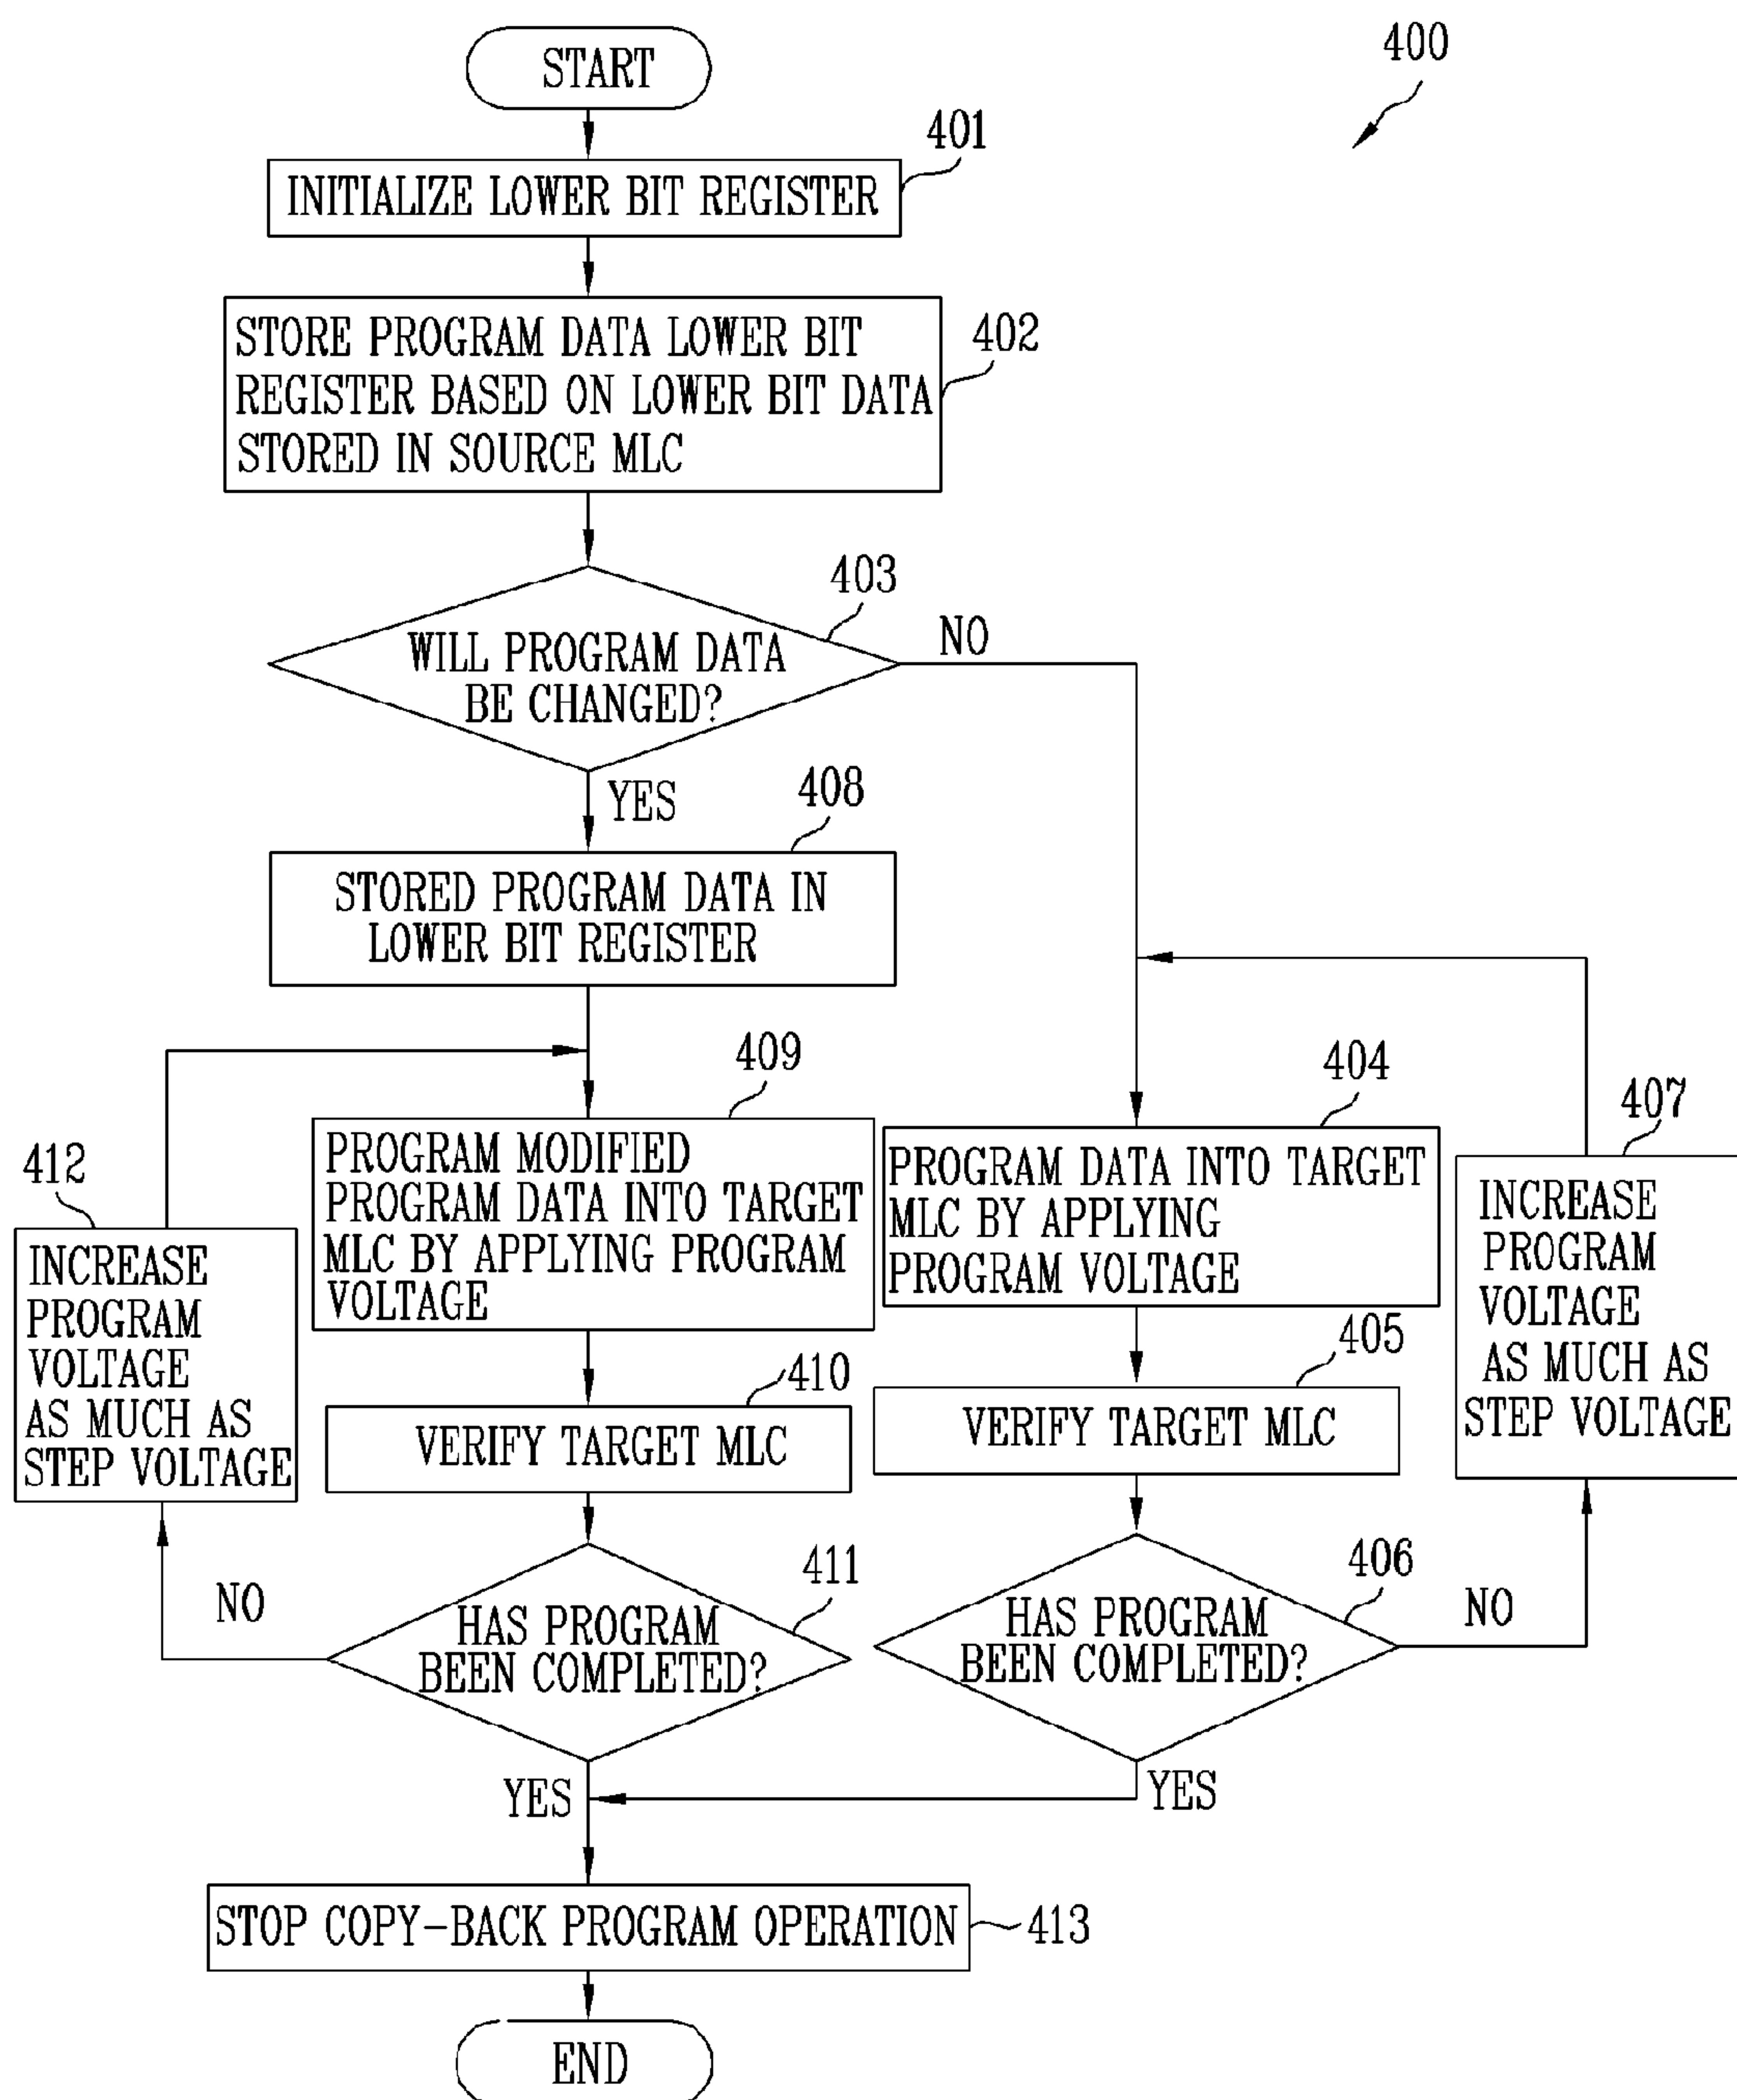 START
400
401
INITIALIZE LOWER BIT REGISTER
402
STORE PROGRAM DATA LOWER BIT
REGISTER BASED ON LOWER BIT DATA
STORED IN SOURCE MLC
403
WILL PROGRAM DATA
BE CHANGED?
NO
YES
408
STORED PROGRAM DATA IN
LOWER BIT REGISTER
409
PROGRAM MODIFIED
PROGRAM DATA INTO TARGET
MLC BY APPLYING PROGRAM
VOLTAGE
412
INCREASE
PROGRAM
VOLTAGE
AS MUCH AS
STEP VOLTAGE
410
VERIFY TARGET MLC
411
HAS PROGRAM
BEEN COMPLETED?
NO
YES
404
PROGRAM DATA INTO TARGET
MLC BY APPLYING
PROGRAM VOLTAGE
407
INCREASE
PROGRAM
VOLTAGE
AS MUCH AS
STEP VOLTAGE
405
VERIFY TARGET MLC
406
HAS PROGRAM
BEEN COMPLETED?
NO
YES
STOP COPY-BACK PROGRAM OPERATION
413
END